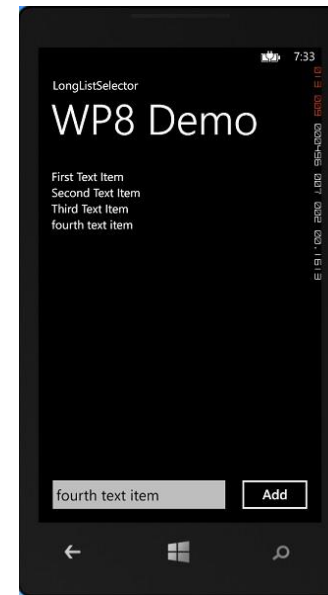 7:33
LongListSelector
WP8 Demo
First Text Item
Second Text Item
Third Text Item
fourth text item
fourth text item
Add